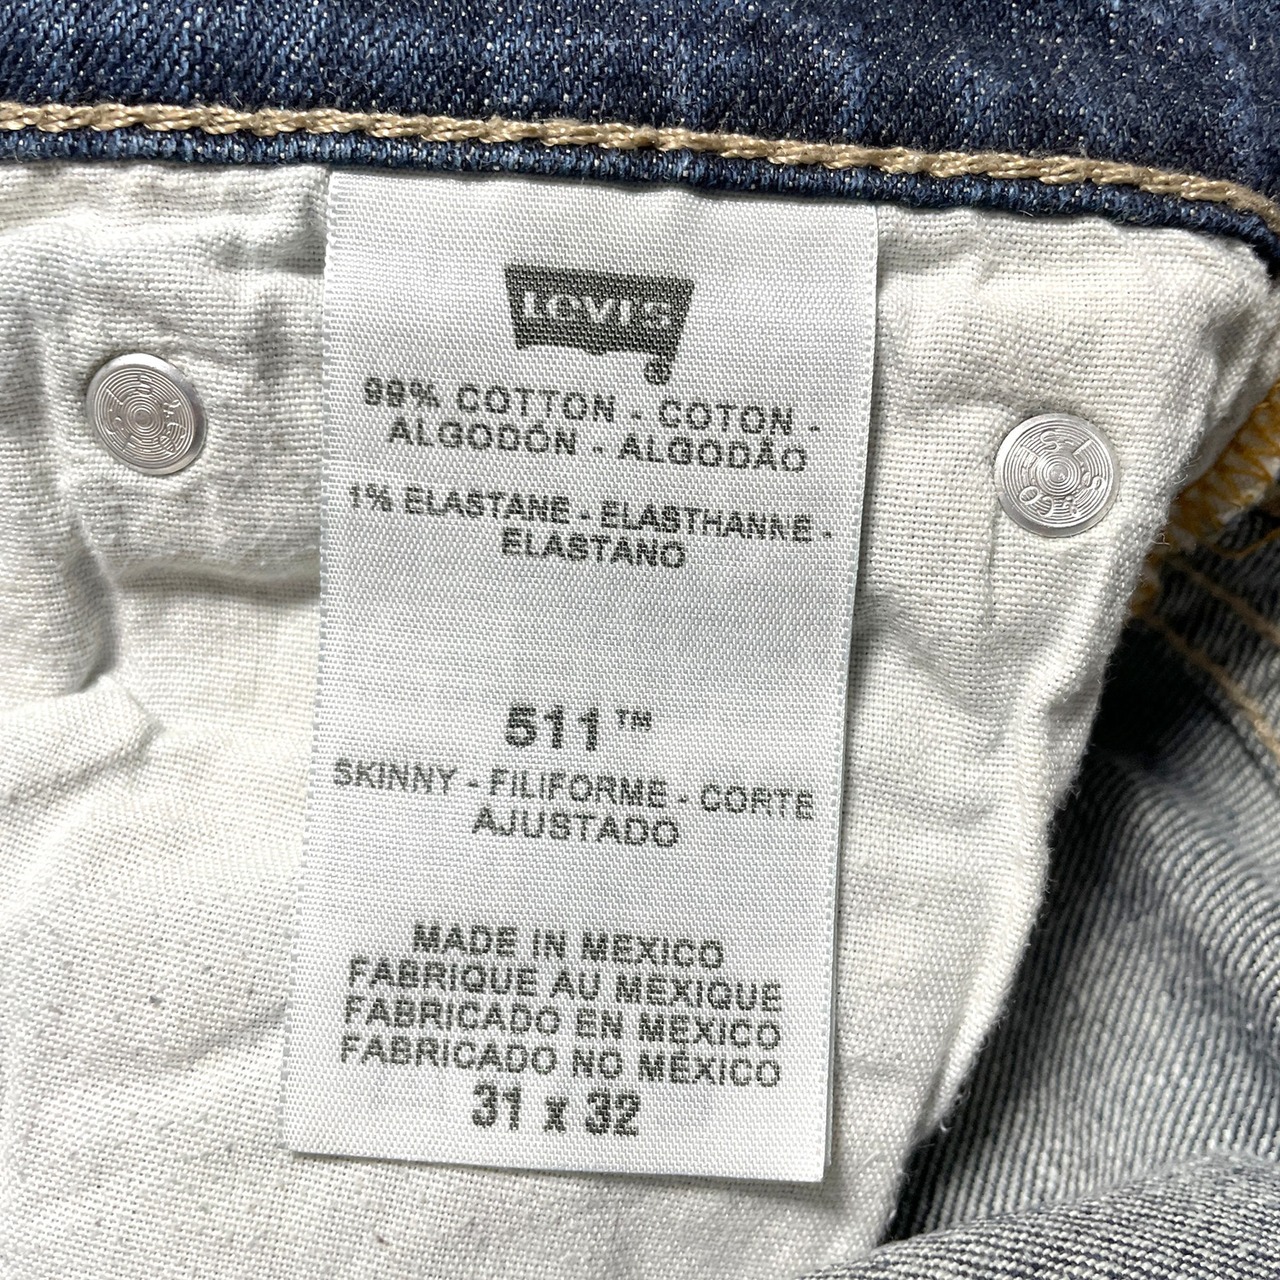 Levi's
99% COTTON - COTON -
ALGODÓN - ALGODÃO
1% ELASTANE - ELASTHANNE -
ELASTANO
511™
SKINNY - FILIFORME - CORTE
AJUSTADO
MADE IN MEXICO
FABRIQUE AU MEXIQUE
FABRICADO EN MEXICO
FABRICADO NO MÉXICO
31 x 32